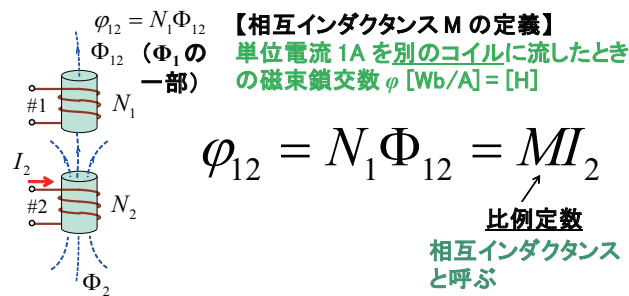 φ₁₂ = N₁Φ₁₂
Φ₁₂ (Φ₁の
一部)
#1
N₁
I₂
#2
N₂
Φ₂
【相互インダクタンス M の定義】
単位電流 1A を別のコイルに流したとき
の磁束鎖交数 φ [Wb/A] = [H]
φ₁₂ = N₁Φ₁₂ = MI₂
比例定数
相互インダクタンス
と呼ぶ